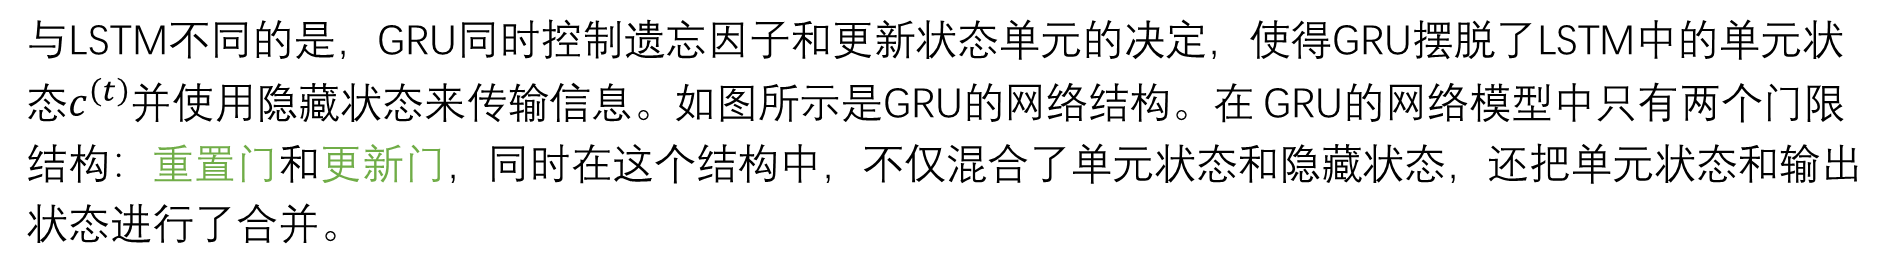 与LSTM不同的是，GRU同时控制遗忘因子和更新状态单元的决定，使得GRU摆脱了LSTM中的单元状
态c^(t)并使用隐藏状态来传输信息。如图所示是GRU的网络结构。在 GRU的网络模型中只有两个门限
结构：重置门和更新门，同时在这个结构中，不仅混合了单元状态和隐藏状态，还把单元状态和输出
状态进行了合并。